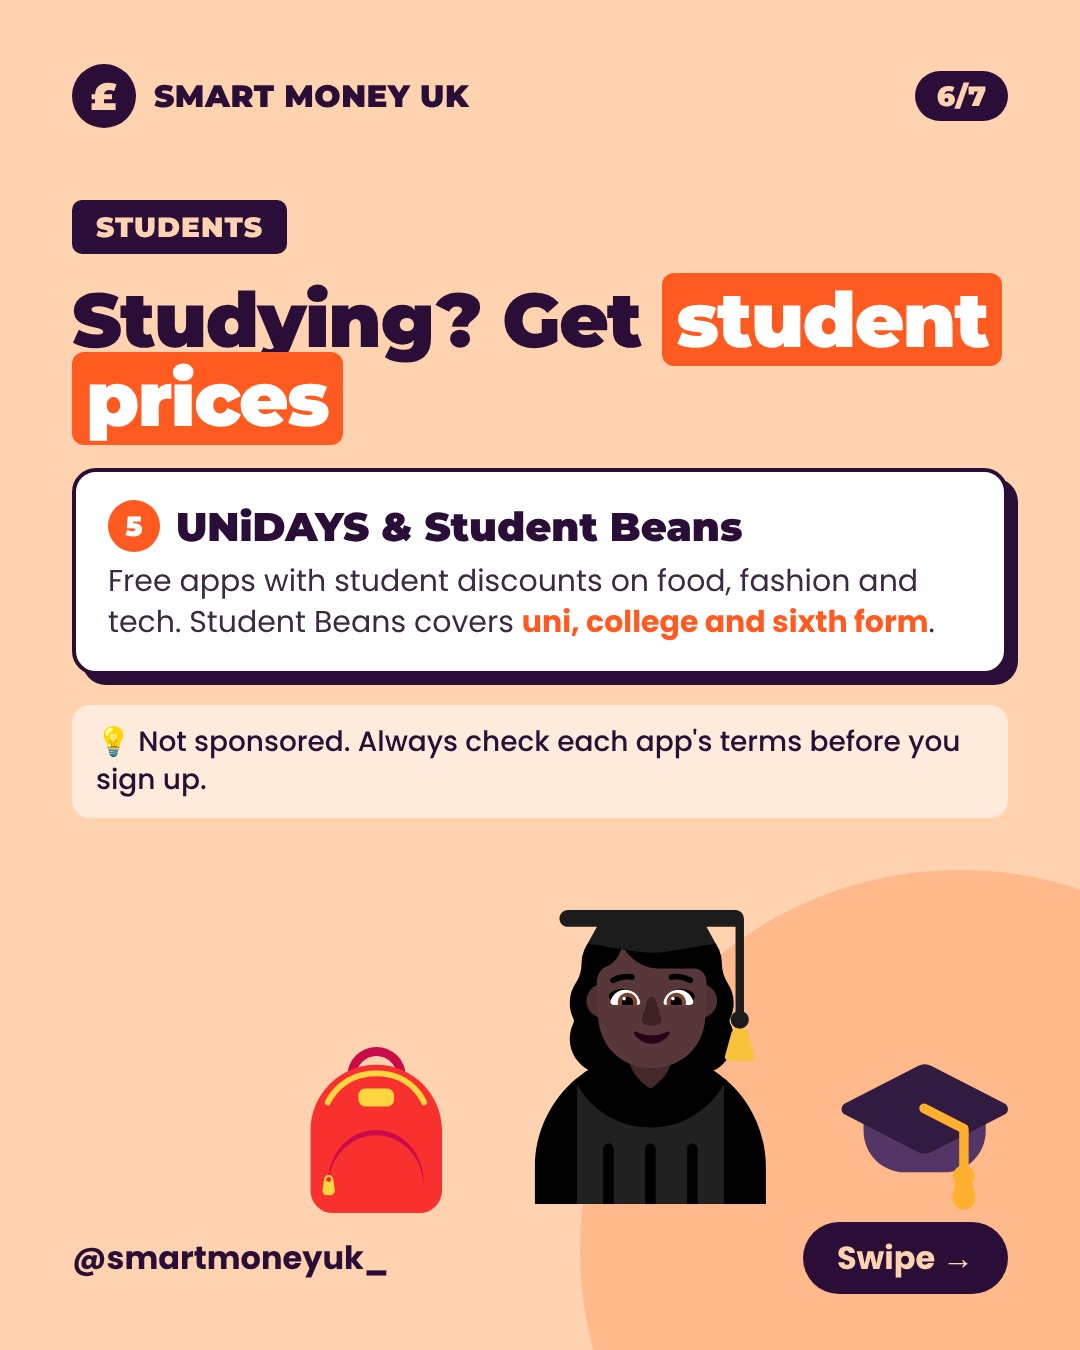 £ SMART MONEY UK
6/7
STUDENTS
Studying? Get student
prices
5 UNiDAYS & Student Beans
Free apps with student discounts on food, fashion and
tech. Student Beans covers uni, college and sixth form.
💡 Not sponsored. Always check each app's terms before you
sign up.
@smartmoneyuk_
Swipe →